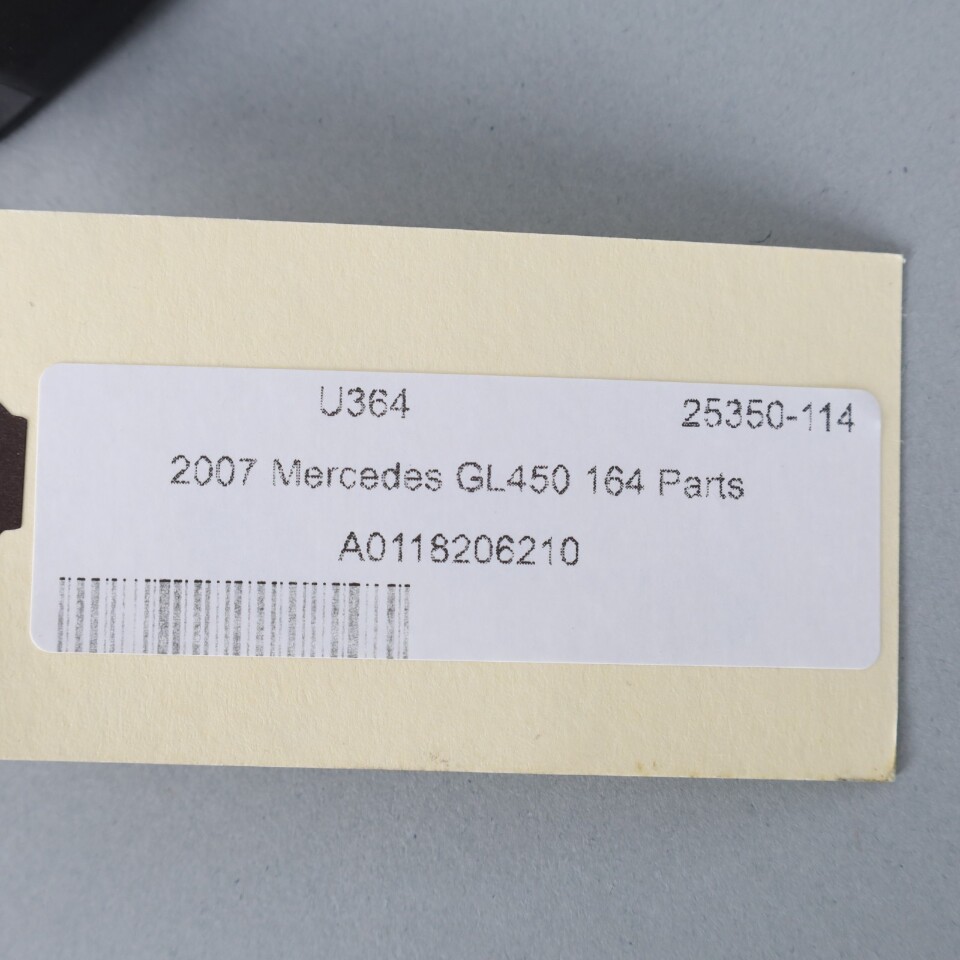 U364 25350-114
2007 Mercedes GL450 164 Parts
A0118206210